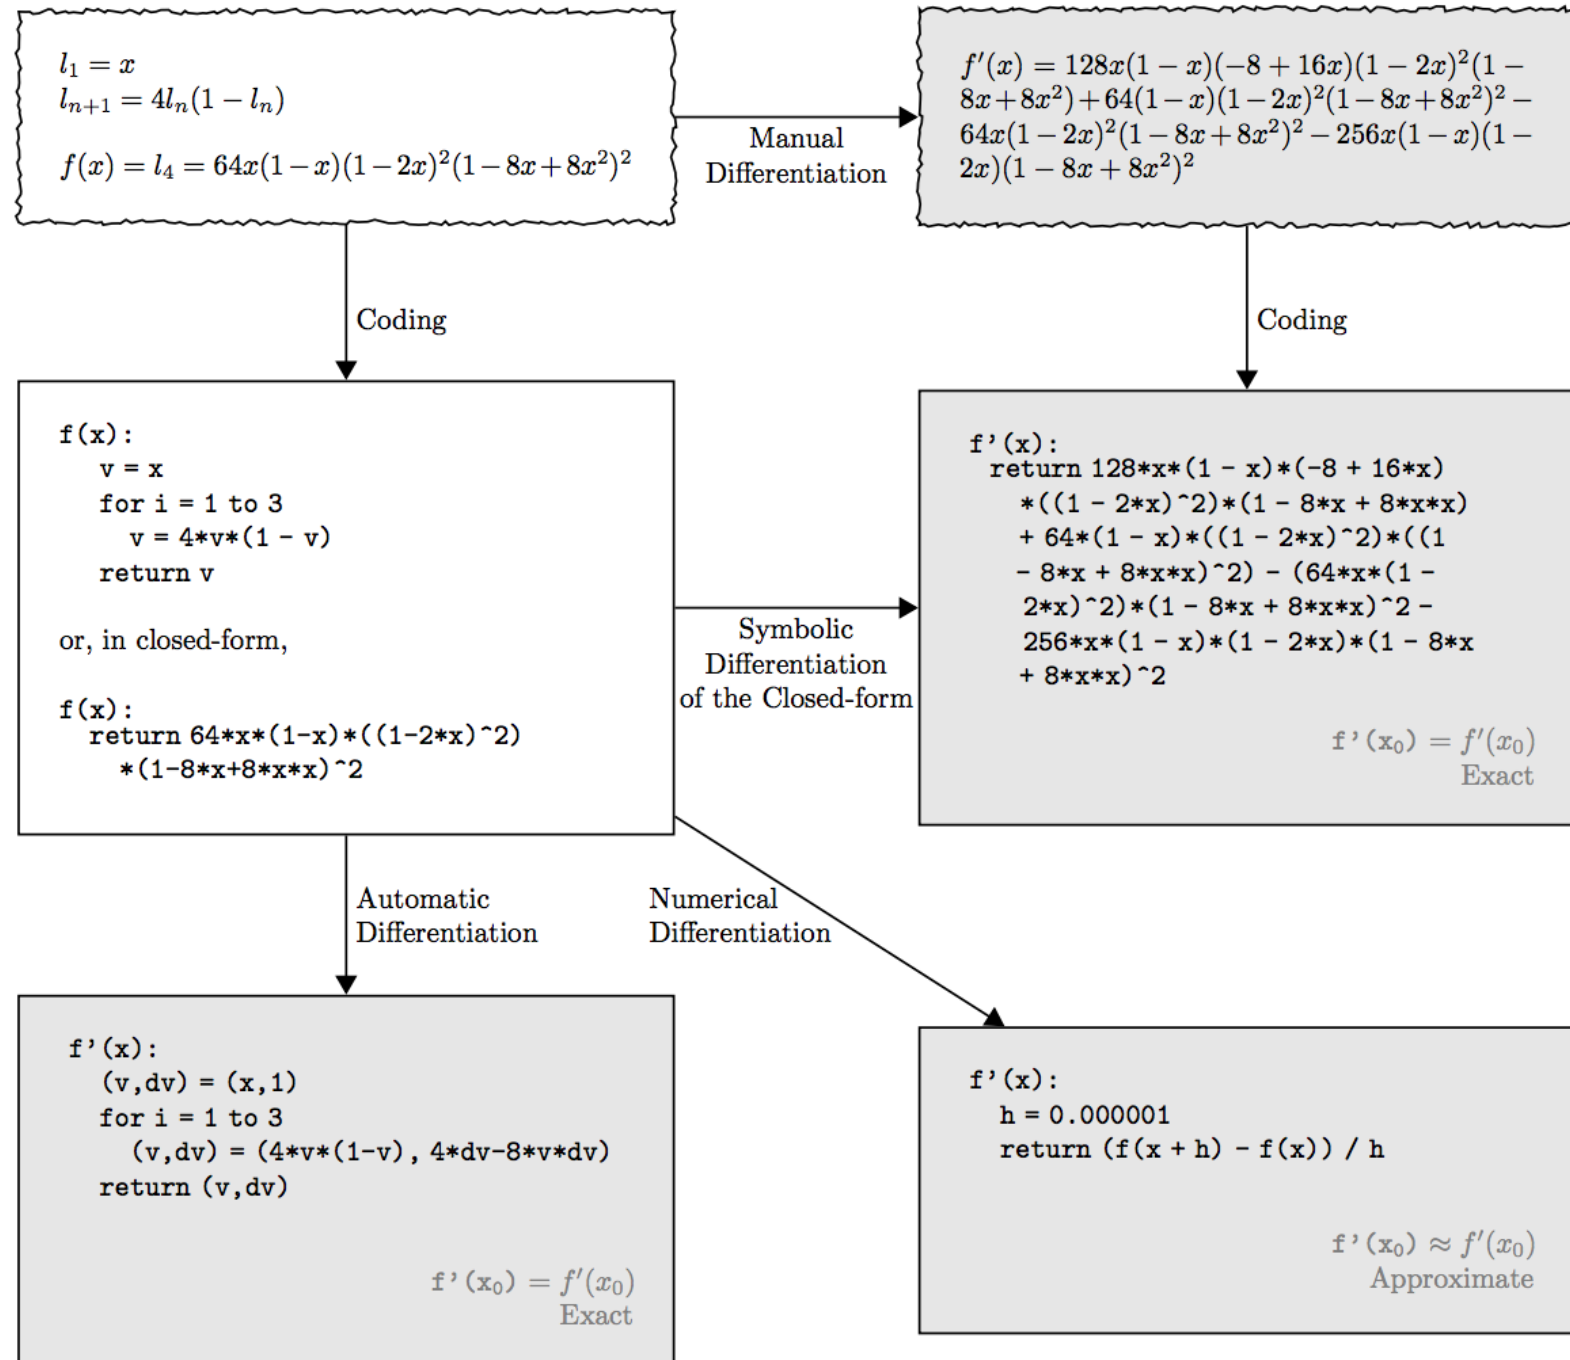 l₁ = x
lₙ₊₁ = 4lₙ(1 − lₙ)
f(x) = l₄ = 64x(1−x)(1−2x)²(1−8x+8x²)²
Manual
Differentiation
f′(x) = 128x(1 − x)(−8 + 16x)(1 − 2x)²(1 −
8x+8x²)+64(1−x)(1−2x)²(1−8x+8x²)² −
64x(1 − 2x)²(1 − 8x + 8x²)² − 256x(1 − x)(1 −
2x)(1 − 8x + 8x²)²
Coding
Coding
f(x):
v = x
for i = 1 to 3
v = 4*v*(1 - v)
return v
or, in closed-form,
f(x):
return 64*x*(1-x)*((1-2*x)^2)
*(1-8*x+8*x*x)^2
Symbolic
Differentiation
of the Closed-form
f’(x):
return 128*x*(1 - x)*(-8 + 16*x)
*((1 - 2*x)^2)*(1 - 8*x + 8*x*x)
+ 64*(1 - x)*((1 - 2*x)^2)*((1
- 8*x + 8*x*x)^2) - (64*x*(1 -
2*x)^2)*(1 - 8*x + 8*x*x)^2 -
256*x*(1 - x)*(1 - 2*x)*(1 - 8*x
+ 8*x*x)^2
f’(x₀) = f′(x₀)
Exact
Automatic
Differentiation
Numerical
Differentiation
f’(x):
(v,dv) = (x,1)
for i = 1 to 3
(v,dv) = (4*v*(1-v), 4*dv-8*v*dv)
return (v,dv)
f’(x₀) = f′(x₀)
Exact
f’(x):
h = 0.000001
return (f(x + h) - f(x)) / h
f’(x₀) ≈ f′(x₀)
Approximate